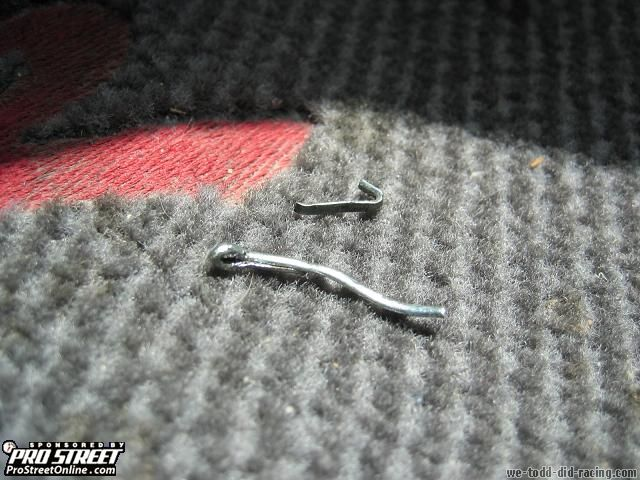 SPONSORED BY
PRO STREET
ProStreetOnline.com
we-todd-did-racing.com